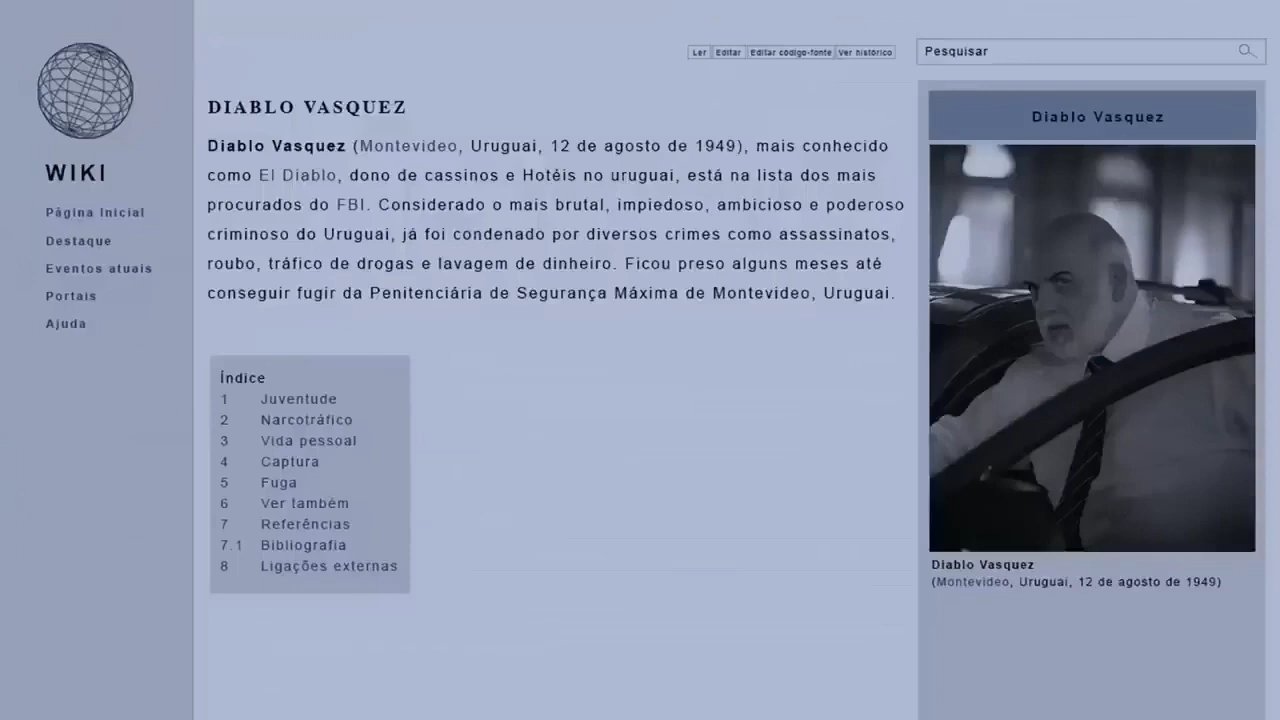 WIKI
Página Inicial
Destaque
Eventos atuais
Portais
Ajuda
Ler Editar Editar código-fonte Ver histórico
Pesquisar
DIABLO VASQUEZ
Diablo Vasquez (Montevideo, Uruguai, 12 de agosto de 1949), mais conhecido
como El Diablo, dono de cassinos e Hotéis no uruguai, está na lista dos mais
procurados do FBI. Considerado o mais brutal, impiedoso, ambicioso e poderoso
criminoso do Uruguai, já foi condenado por diversos crimes como assassinatos,
roubo, tráfico de drogas e lavagem de dinheiro. Ficou preso alguns meses até
conseguir fugir da Penitenciária de Segurança Máxima de Montevideo, Uruguai.
Índice
1 Juventude
2 Narcotráfico
3 Vida pessoal
4 Captura
5 Fuga
6 Ver também
7 Referências
7.1 Bibliografia
8 Ligações externas
Diablo Vasquez
Diablo Vasquez
(Montevideo, Uruguai, 12 de agosto de 1949)